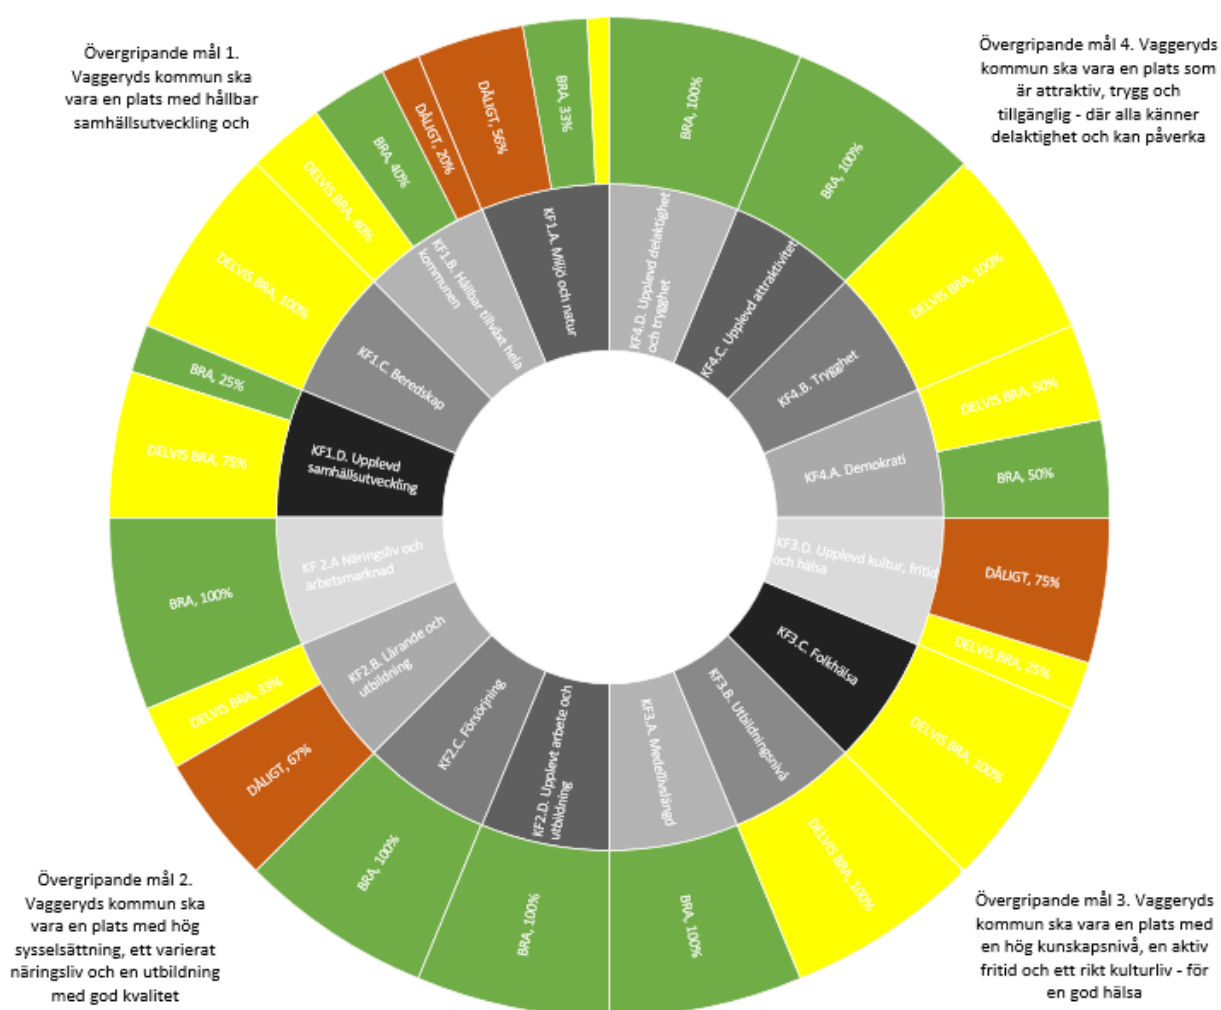 Övergripande mål 1.
Vaggeryds kommun ska
vara en plats med hållbar
samhällsutveckling och
Övergripande mål 4. Vaggeryds
kommun ska vara en plats som
är attraktiv, trygg och
tillgänglig - där alla känner
delaktighet och kan påverka
BRA, 100%
BRA, 100%
DELVIS BRA, 100%
DELVIS BRA, 50%
BRA, 50%
DÅLIGT, 75%
DELVIS BRA, 25%
DELVIS BRA, 100%
DELVIS BRA, 100%
BRA, 100%
BRA, 100%
BRA, 100%
DÅLIGT, 67%
DELVIS BRA, 33%
BRA, 100%
DELVIS BRA, 75%
BRA, 25%
DELVIS BRA, 100%
DELVIS BRA, 40%
BRA, 40%
DÅLIGT, 20%
DÅLIGT, 56%
BRA, 33%
KF4.D. Upplevd delaktighet
och trygghet
KF4.C. Upplevd attraktivitet
KF4.B. Trygghet
KF4.A. Demokrati
KF3.D. Upplevd kultur, fritid
och hälsa
KF3.C. Folkhälsa
KF3.B. Utbildningsnivå
KF3.A. Medellivslängd
KF2.D. Upplevt arbete och
utbildning
KF2.C. Försörjning
KF2.B. Lärande och
utbildning
KF 2.A Näringsliv och
arbetsmarknad
KF1.D. Upplevd
samhällsutveckling
KF1.C. Beredskap
KF1.B. Hållbar tillväxt hela
kommunen
KF1.A. Miljö och natur
Övergripande mål 2.
Vaggeryds kommun ska
vara en plats med hög
sysselsättning, ett varierat
näringsliv och en utbildning
med god kvalitet
Övergripande mål 3. Vaggeryds
kommun ska vara en plats med
en hög kunskapsnivå, en aktiv
fritid och ett rikt kulturliv - för
en god hälsa